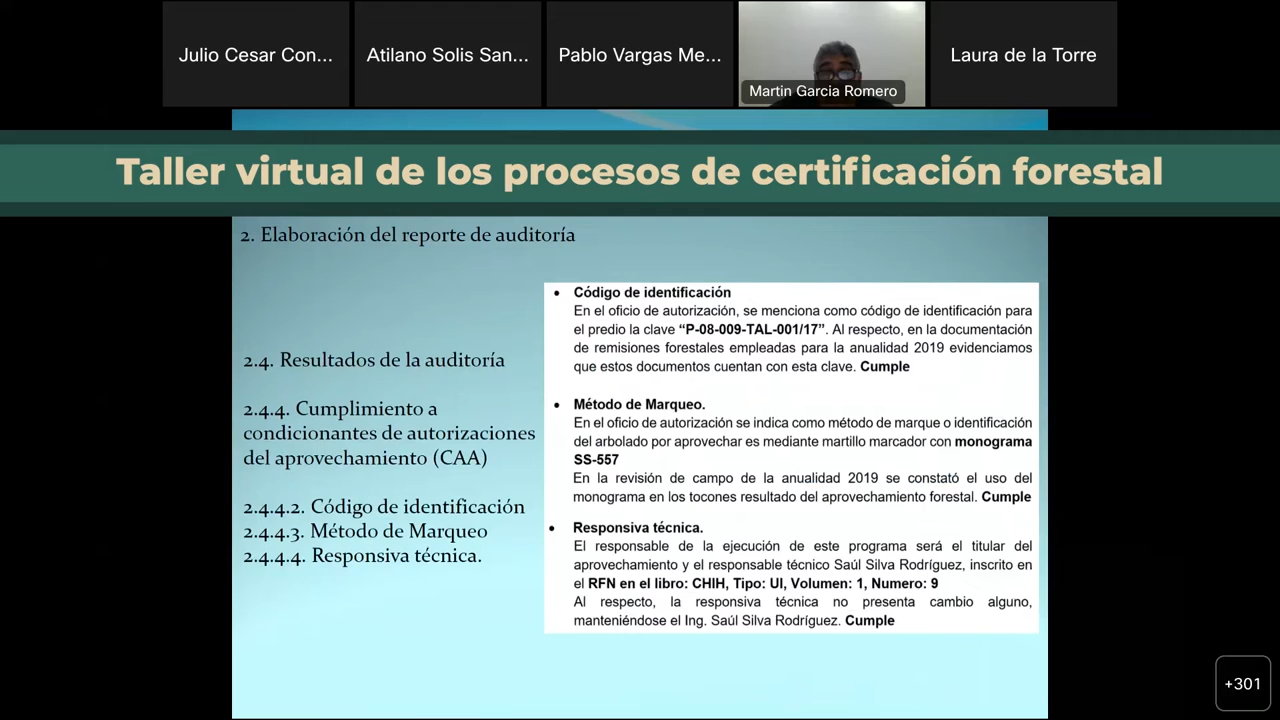 Julio Cesar Con...
Atilano Solis San...
Pablo Vargas Me...
Martin Garcia Romero
Laura de la Torre
Taller virtual de los procesos de certificación forestal
2. Elaboración del reporte de auditoría
2.4. Resultados de la auditoría
2.4.4. Cumplimiento a
condicionantes de autorizaciones
del aprovechamiento (CAA)
2.4.4.2. Código de identificación
2.4.4.3. Método de Marqueo
2.4.4.4. Responsiva técnica.
• Código de identificación
En el oficio de autorización, se menciona como código de identificación para
el predio la clave “P-08-009-TAL-001/17”. Al respecto, en la documentación
de remisiones forestales empleadas para la anualidad 2019 evidenciamos
que estos documentos cuentan con esta clave. Cumple
• Método de Marqueo.
En el oficio de autorización se indica como método de marque o identificación
del arbolado por aprovechar es mediante martillo marcador con monograma
SS-557
En la revisión de campo de la anualidad 2019 se constató el uso del
monograma en los tocones resultado del aprovechamiento forestal. Cumple
• Responsiva técnica.
El responsable de la ejecución de este programa será el titular del
aprovechamiento y el responsable técnico Saúl Silva Rodríguez, inscrito en
el RFN en el libro: CHIH, Tipo: UI, Volumen: 1, Numero: 9
Al respecto, la responsiva técnica no presenta cambio alguno,
manteniéndose el Ing. Saúl Silva Rodríguez. Cumple
+301